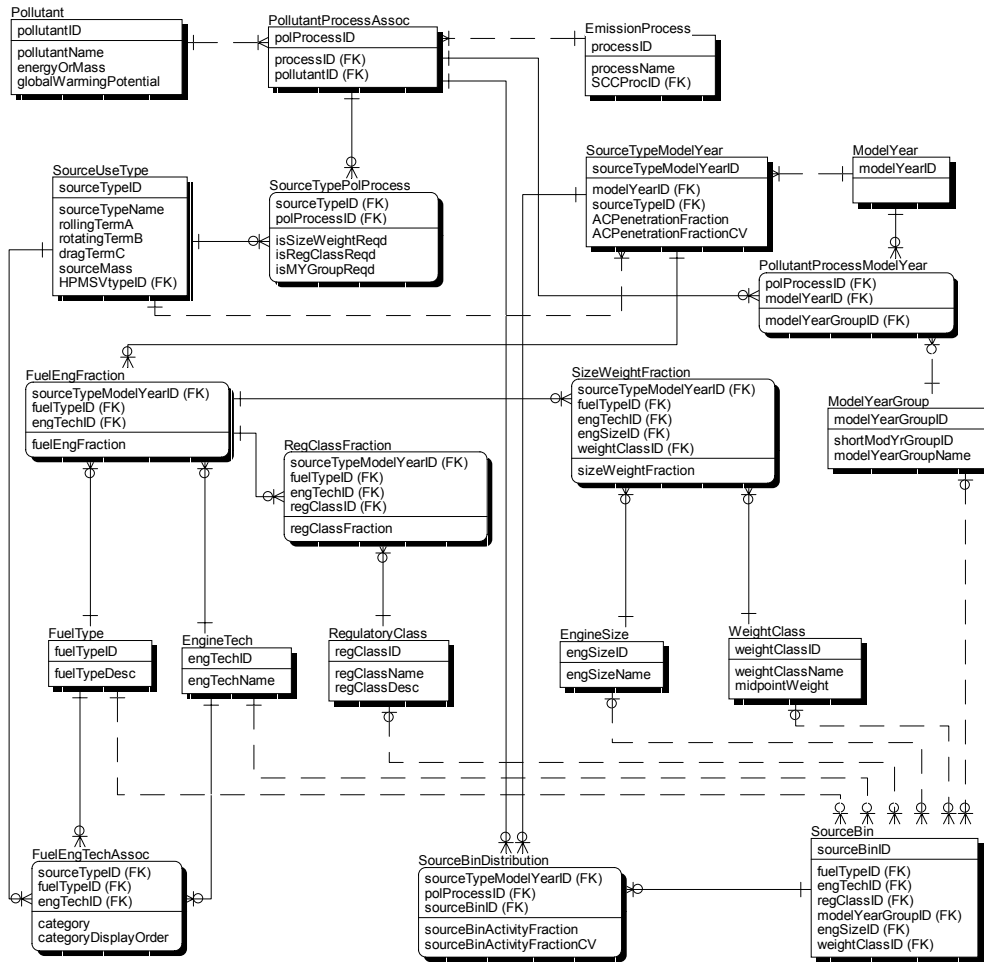 Pollutant
pollutantID
pollutantName
energyOrMass
globalWarmingPotential
PollutantProcessAssoc
polProcessID
processID (FK)
pollutantID (FK)
EmissionProcess
processID
processName
SCCProcID (FK)
SourceUseType
sourceTypeID
sourceTypeName
rollingTermA
rotatingTermB
dragTermC
sourceMass
HPMSVtypeID (FK)
SourceTypePolProcess
sourceTypeID (FK)
polProcessID (FK)
isSizeWeightReqd
isRegClassReqd
isMYGroupReqd
SourceTypeModelYear
sourceTypeModelYearID
modelYearID (FK)
sourceTypeID (FK)
ACPenetrationFraction
ACPenetrationFractionCV
ModelYear
modelYearID
PollutantProcessModelYear
polProcessID (FK)
modelYearID (FK)
modelYearGroupID (FK)
FuelEngFraction
sourceTypeModelYearID (FK)
fuelTypeID (FK)
engTechID (FK)
fuelEngFraction
RegClassFraction
sourceTypeModelYearID (FK)
fuelTypeID (FK)
engTechID (FK)
regClassID (FK)
regClassFraction
SizeWeightFraction
sourceTypeModelYearID (FK)
fuelTypeID (FK)
engTechID (FK)
engSizeID (FK)
weightClassID (FK)
sizeWeightFraction
ModelYearGroup
modelYearGroupID
shortModYrGroupID
modelYearGroupName
FuelType
fuelTypeID
fuelTypeDesc
EngineTech
engTechID
engTechName
RegulatoryClass
regClassID
regClassName
regClassDesc
EngineSize
engSizeID
engSizeName
WeightClass
weightClassID
weightClassName
midpointWeight
FuelEngTechAssoc
sourceTypeID (FK)
fuelTypeID (FK)
engTechID (FK)
category
categoryDisplayOrder
SourceBinDistribution
sourceTypeModelYearID (FK)
polProcessID (FK)
sourceBinID (FK)
sourceBinActivityFraction
sourceBinActivityFractionCV
SourceBin
sourceBinID
fuelTypeID (FK)
engTechID (FK)
regClassID (FK)
modelYearGroupID (FK)
engSizeID (FK)
weightClassID (FK)